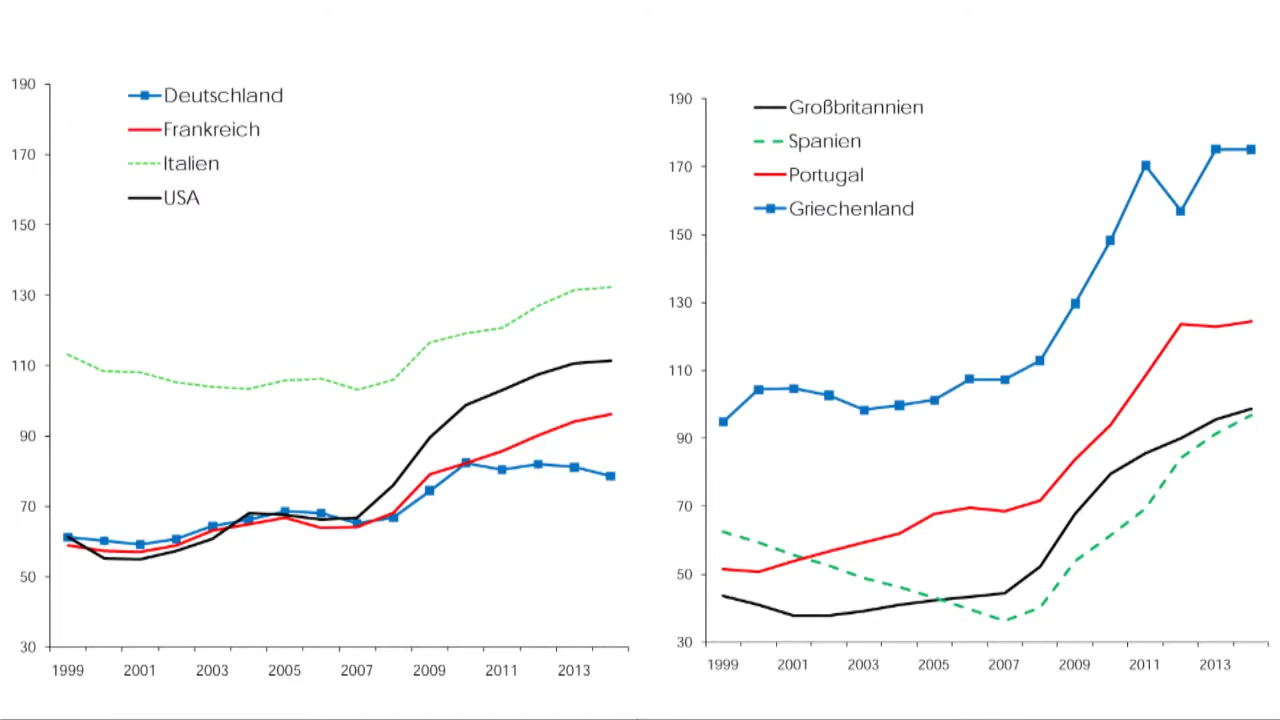 190
170
150
130
110
90
70
50
30
Deutschland
Frankreich
Italien
USA
1999 2001 2003 2005 2007 2009 2011 2013
190
170
150
130
110
90
70
50
30
Großbritannien
Spanien
Portugal
Griechenland
1999 2001 2003 2005 2007 2009 2011 2013